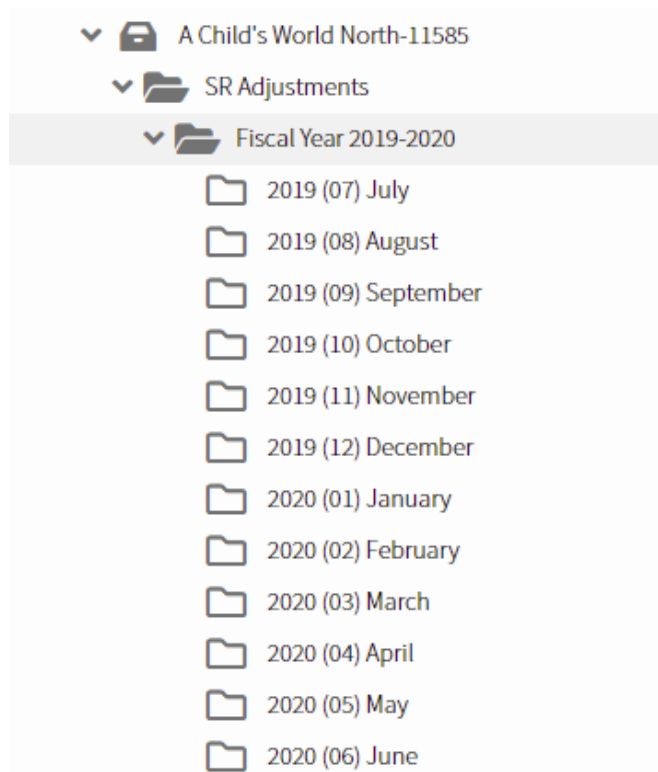 A Child's World North-11585
SR Adjustments
Fiscal Year 2019-2020
2019 (07) July
2019 (08) August
2019 (09) September
2019 (10) October
2019 (11) November
2019 (12) December
2020 (01) January
2020 (02) February
2020 (03) March
2020 (04) April
2020 (05) May
2020 (06) June